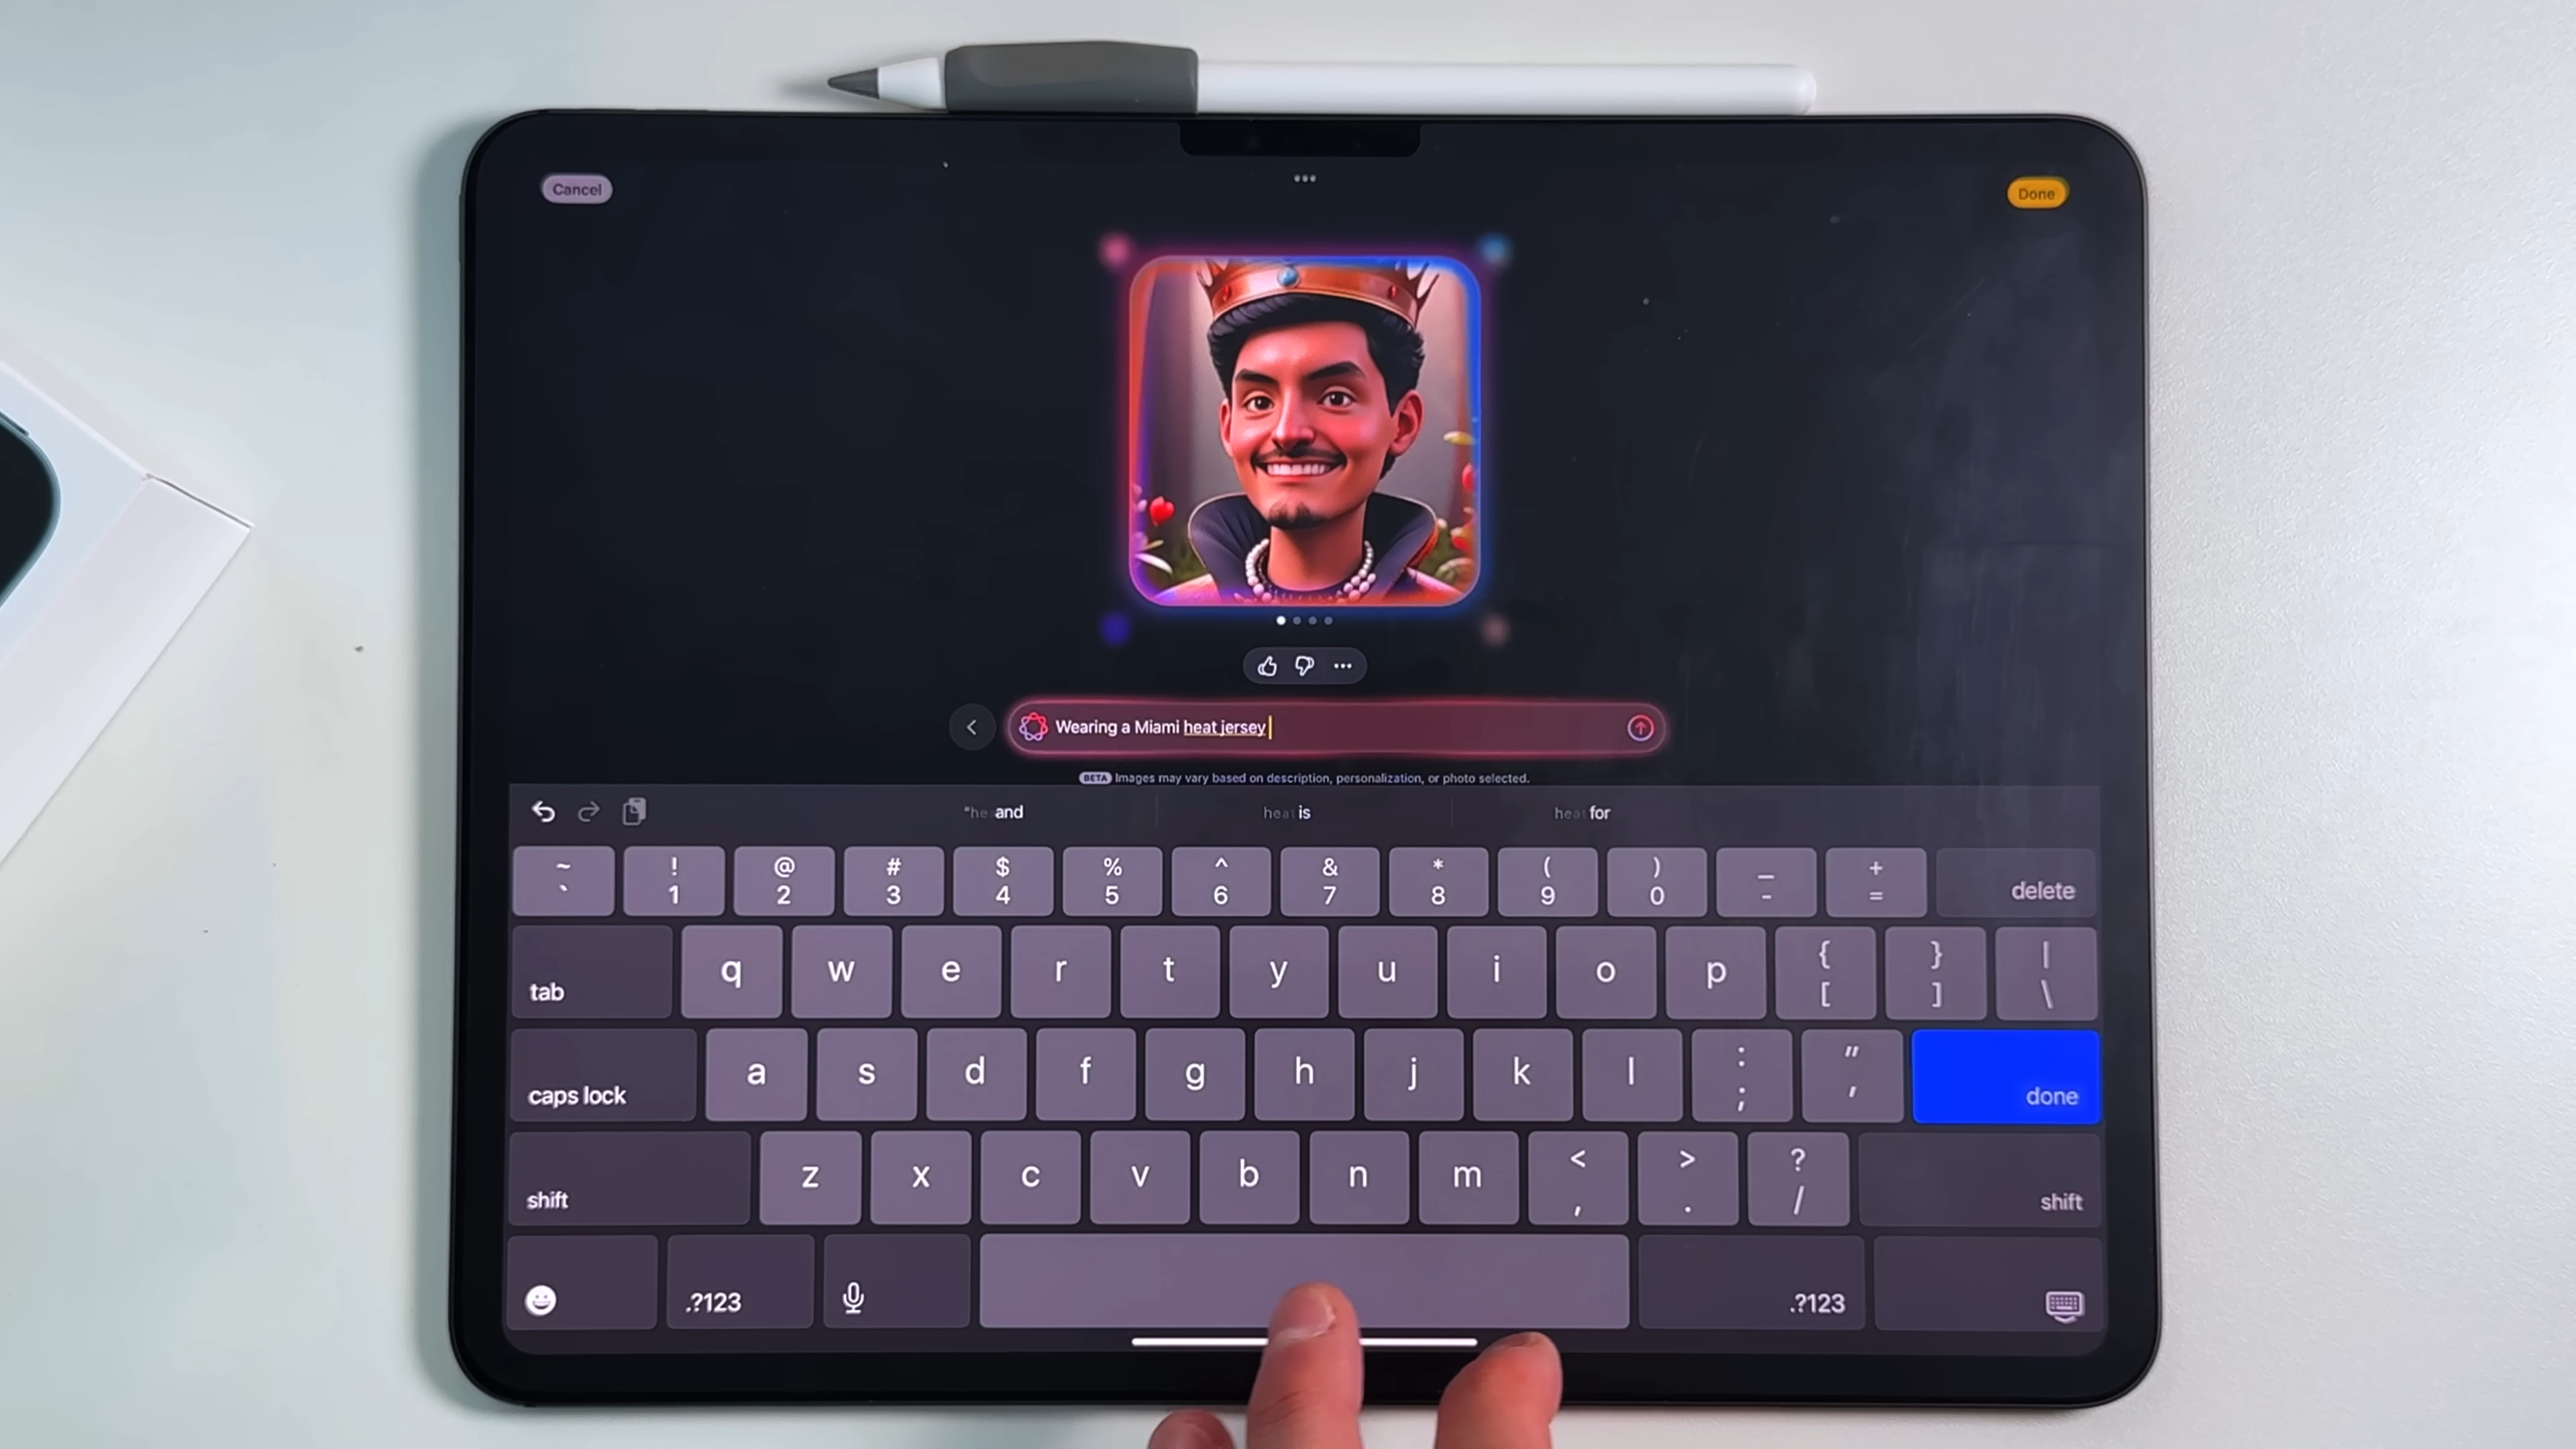 Cancel
Done
Wearing a Miami heat jersey
BETA Images may vary based on description, personalization, or photo selected.
and
is
for
~ ! @ # $ % ^ & * ( ) _ +
` 1 2 3 4 5 6 7 8 9 0 - = delete
tab q w e r t y u i o p { [ } ] | \
caps lock a s d f g h j k l : ; " ' done
shift z x c v b n m < , > . ? / shift
.?123 .?123